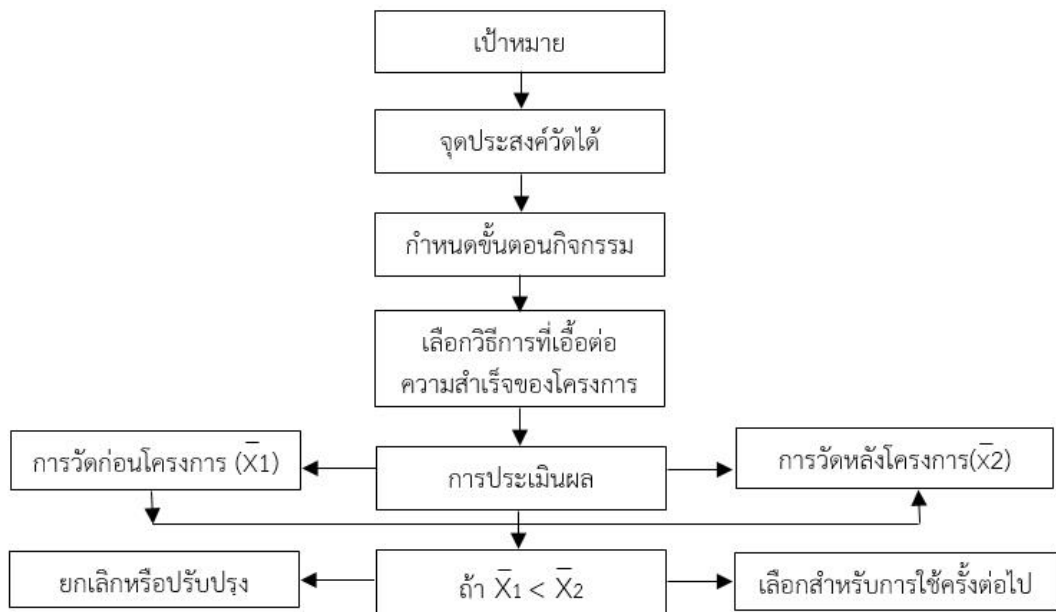 เป้าหมาย
จุดประสงค์วัดได้
กำหนดขั้นตอนกิจกรรม
เลือกวิธีการที่เอื้อต่อ
ความสำเร็จของโครงการ
การวัดก่อนโครงการ (X̅1)
การประเมินผล
การวัดหลังโครงการ(x̅2)
ยกเลิกหรือปรับปรุง
ถ้า X̅1 < X̅2
เลือกสำหรับการใช้ครั้งต่อไป